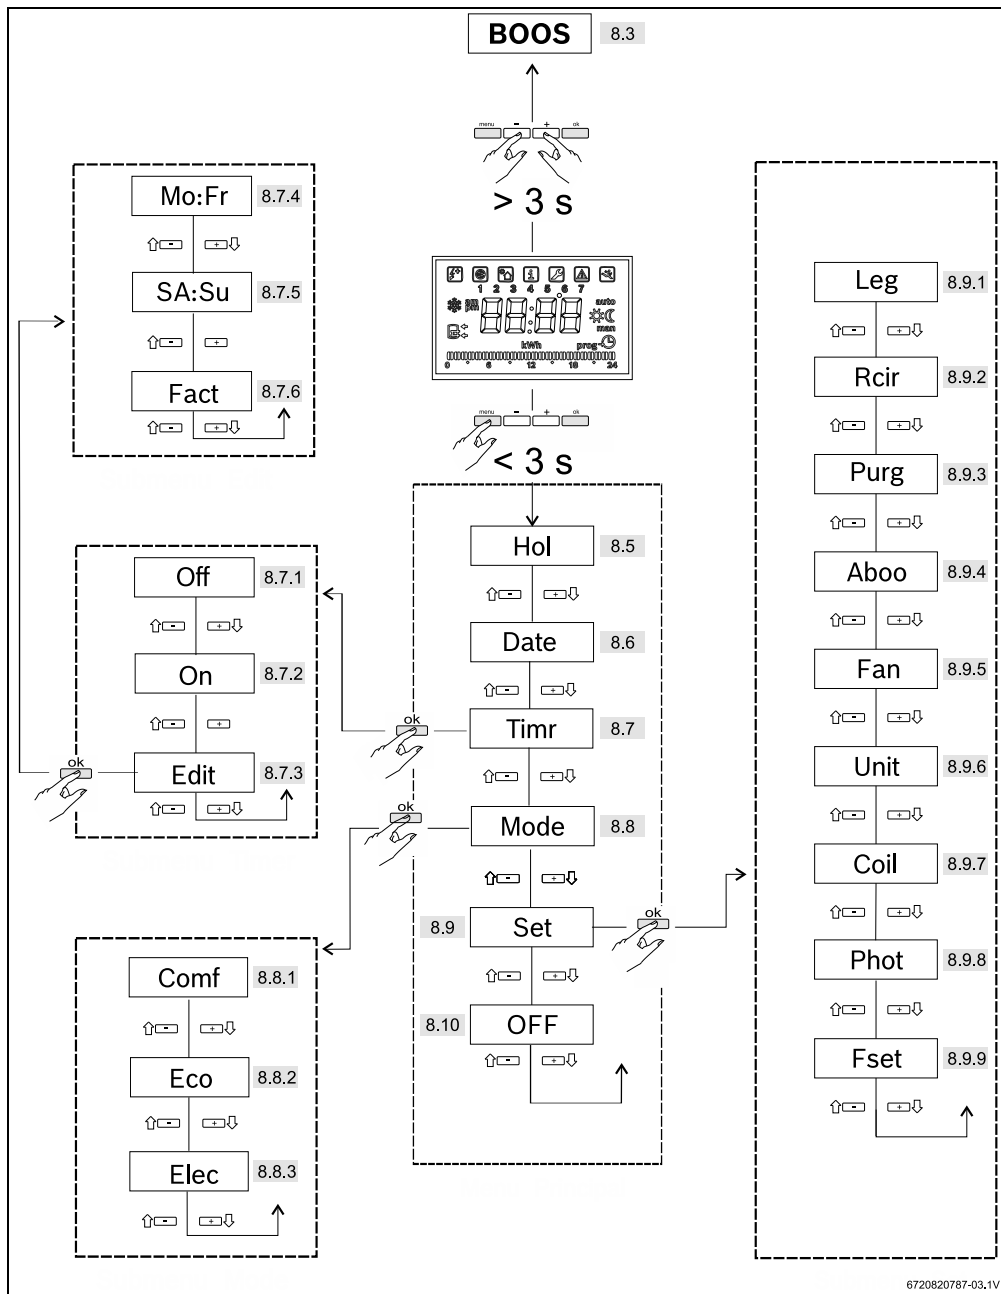 BOOS 8.3
menu - + ok
> 3 s
1 2 3 4 5 6 7
am
pm
88:88
auto
man
kWh
prog
0 6 12 18 24
menu - + ok
< 3 s
Mo:Fr 8.7.4
- +
SA:Su 8.7.5
- +
Fact 8.7.6
- +
Off 8.7.1
- +
On 8.7.2
- +
ok
Edit 8.7.3
- +
Hol 8.5
- +
Date 8.6
- +
ok
Timr 8.7
- +
ok
Mode 8.8
- +
8.9 Set
ok
- +
8.10 OFF
- +
Comf 8.8.1
- +
Eco 8.8.2
- +
Elec 8.8.3
- +
Leg 8.9.1
- +
Rcir 8.9.2
- +
Purg 8.9.3
- +
Aboo 8.9.4
- +
Fan 8.9.5
- +
Unit 8.9.6
- +
Coil 8.9.7
- +
Phot 8.9.8
- +
Fset 8.9.9
- +
6720820787-03.1V